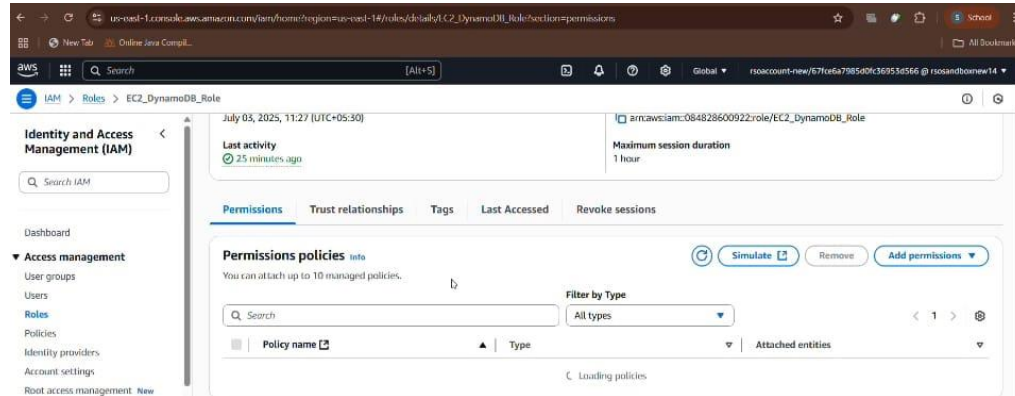 us-east-1.console.aws.amazon.com/iam/home?region=us-east-1#/roles/details/EC2_DynamoDB_Role?section=permissions
S School
New Tab
Online Java Compil...
All Bookmark
aws
Search
[Alt+S]
Global
rsoaccount-new/67fce6a7985d0fc36953d566 @ rsosandboxnew14
IAM > Roles > EC2_DynamoDB_Role
Identity and Access Management (IAM)
Search IAM
Dashboard
Access management
User groups
Users
Roles
Policies
Identity providers
Account settings
Root access management New
July 03, 2025, 11:27 (UTC+05:30)
arn:aws:iam::084828600922:role/EC2_DynamoDB_Role
Last activity
25 minutes ago
Maximum session duration
1 hour
Permissions
Trust relationships
Tags
Last Accessed
Revoke sessions
Permissions policies Info
You can attach up to 10 managed policies.
Simulate
Remove
Add permissions
Filter by Type
Search
All types
1
Policy name
Type
Attached entities
Loading policies